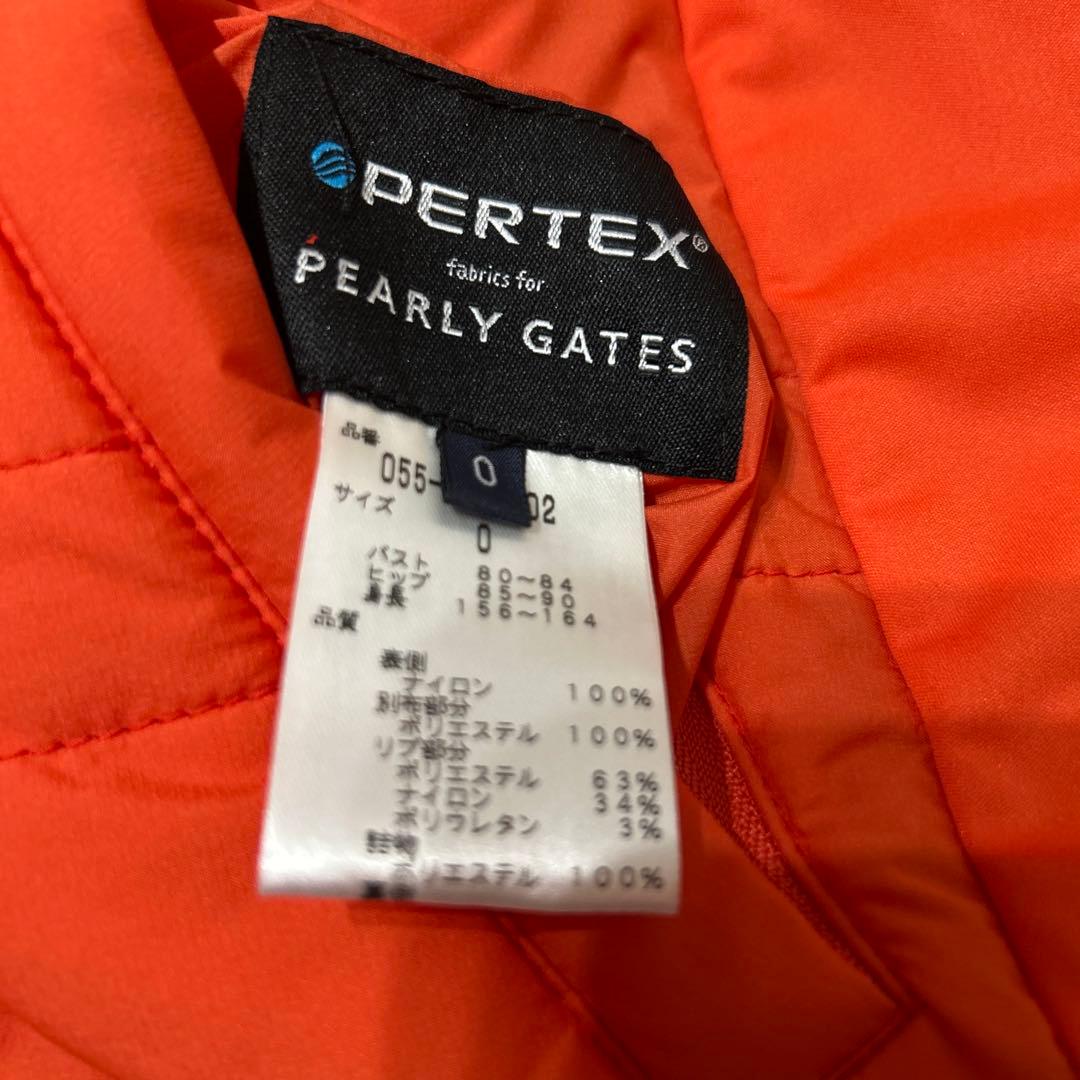 PERTEX®
fabrics for
PEARLY GATES
品番
055-
02
0
サイズ
0
バスト 80~84
ヒップ 85~90
身長 156~164
品質
表側
ナイロン 100%
別布部分
ポリエステル 100%
リブ部分
ポリエステル 63%
ナイロン 34%
ポリウレタン 3%
詰物
ポリエステル 100%